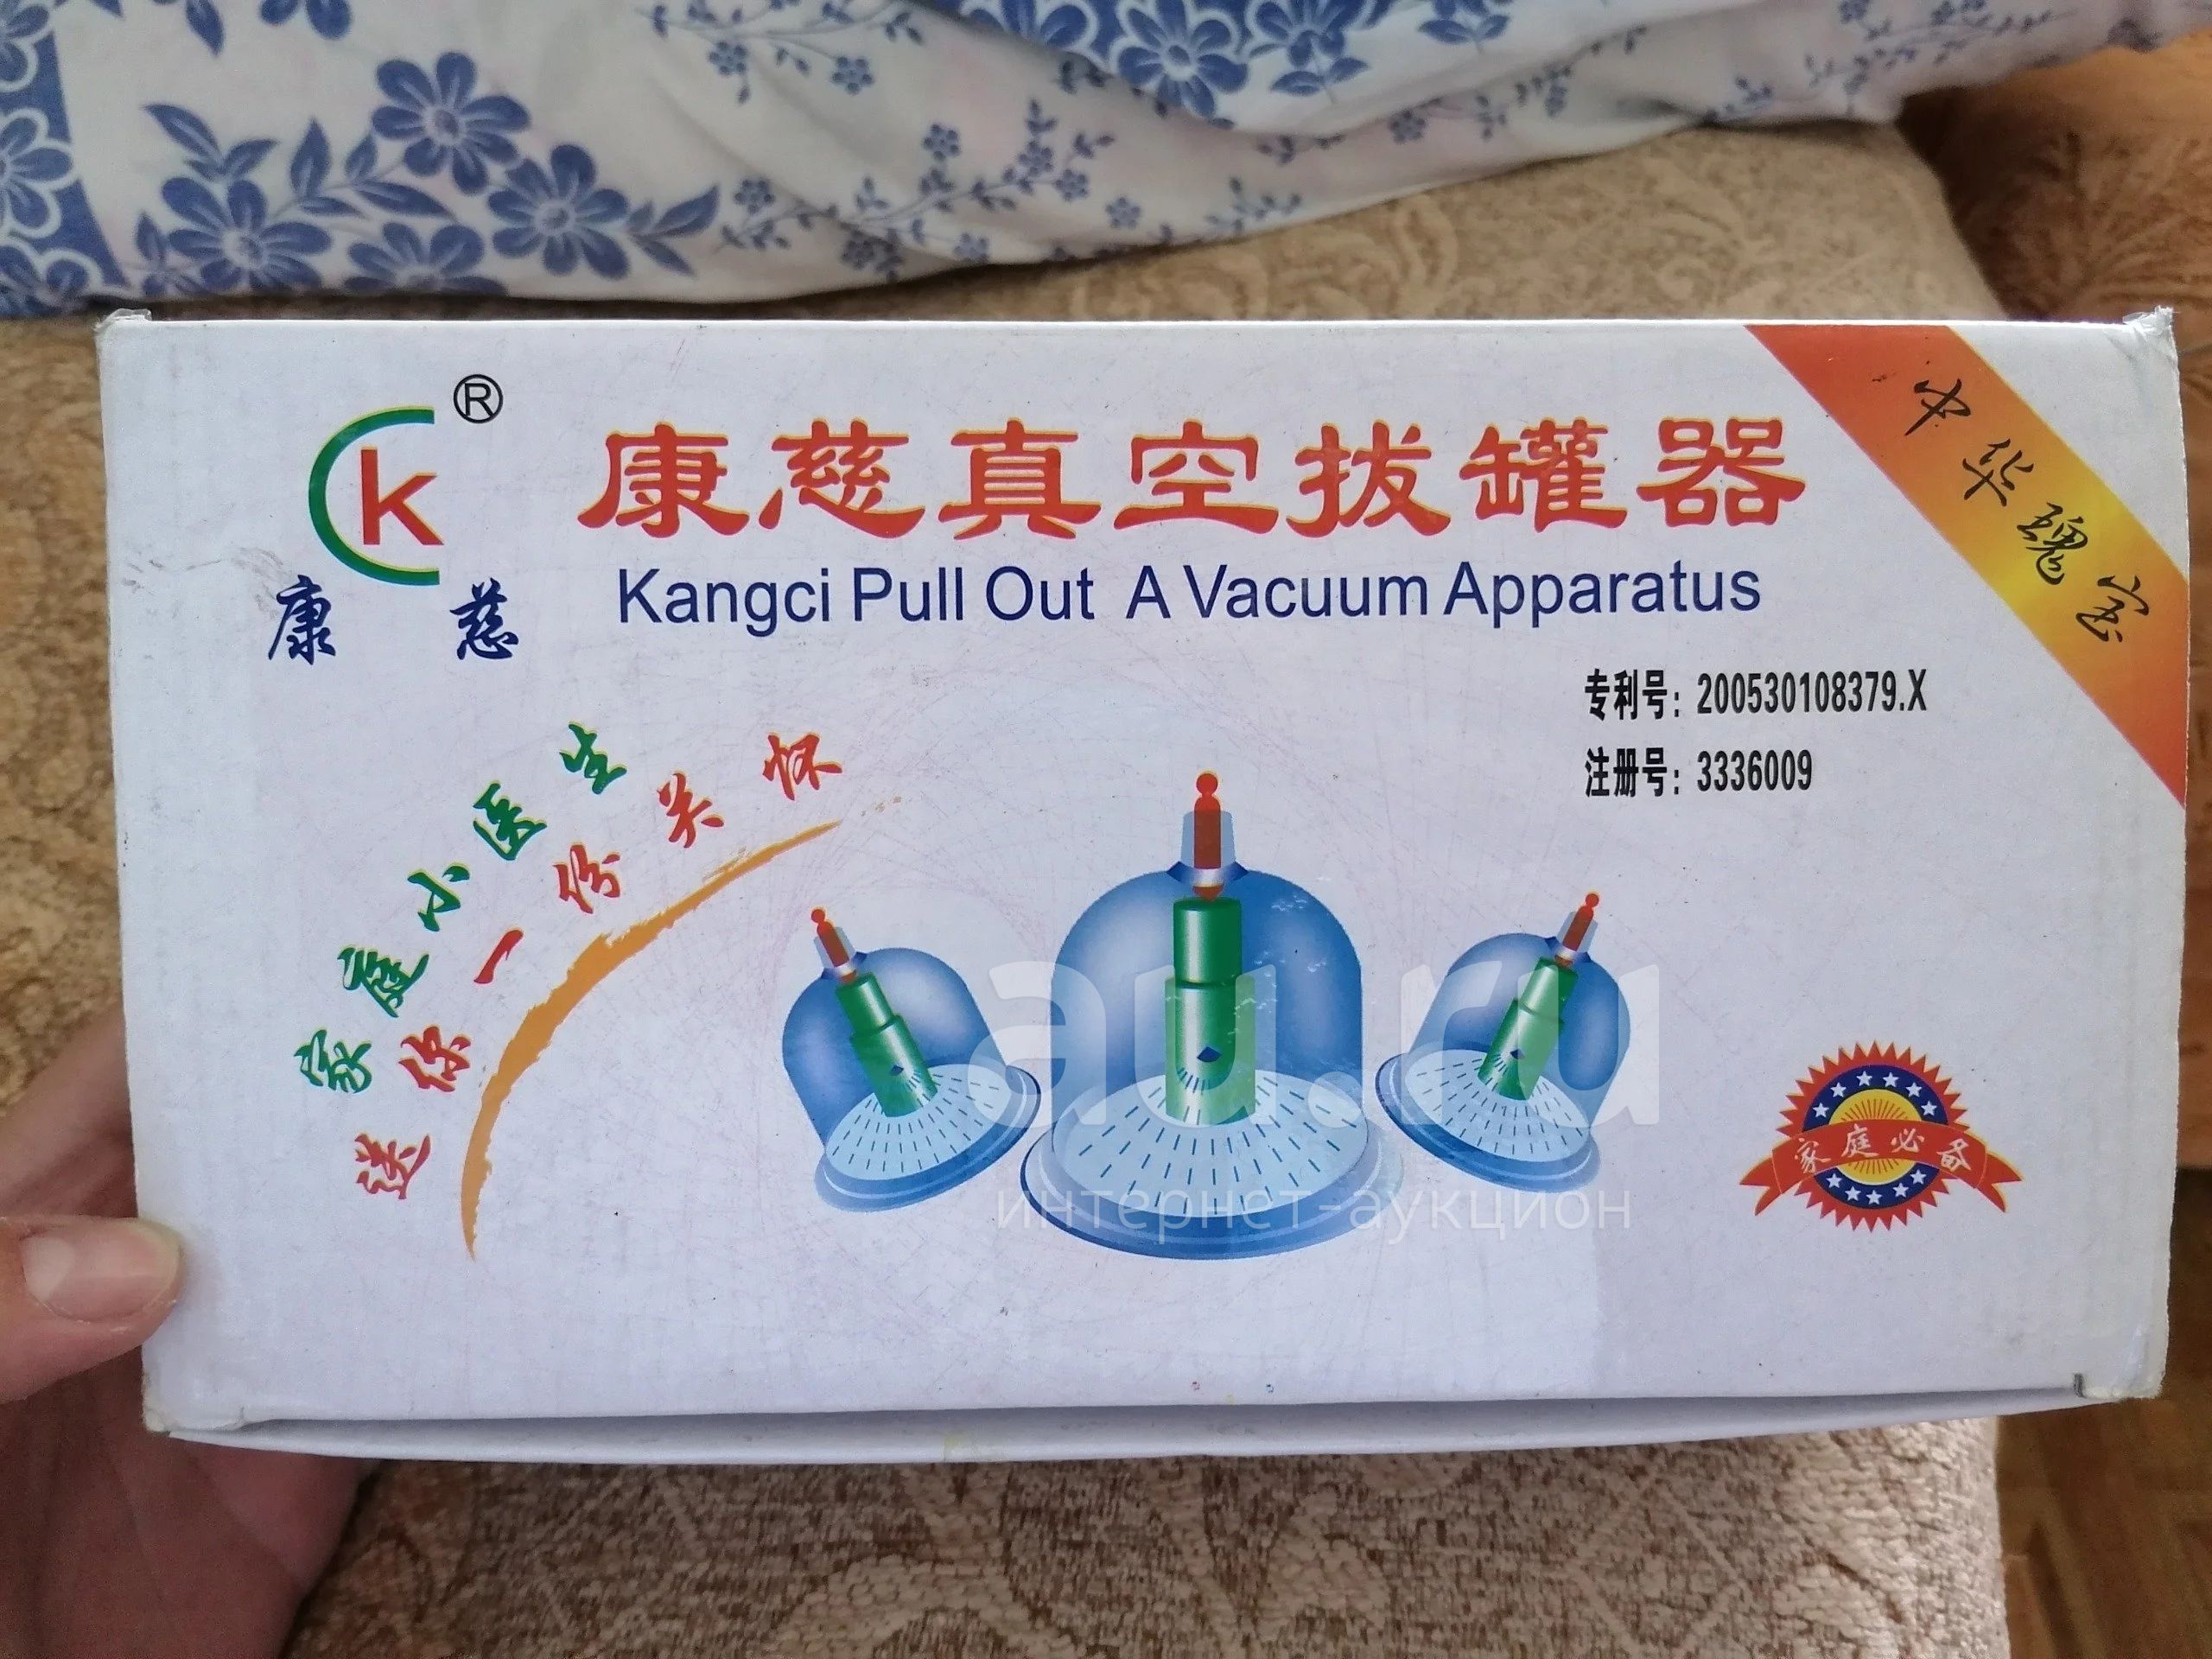 ck®
康慈
康慈真空拔罐器
Kangci Pull Out A Vacuum Apparatus
中华瑰宝
专利号: 200530108379.X
注册号: 3336009
家庭小医生
送你一份关怀
家庭必备
au.ru
интернет-аукцион